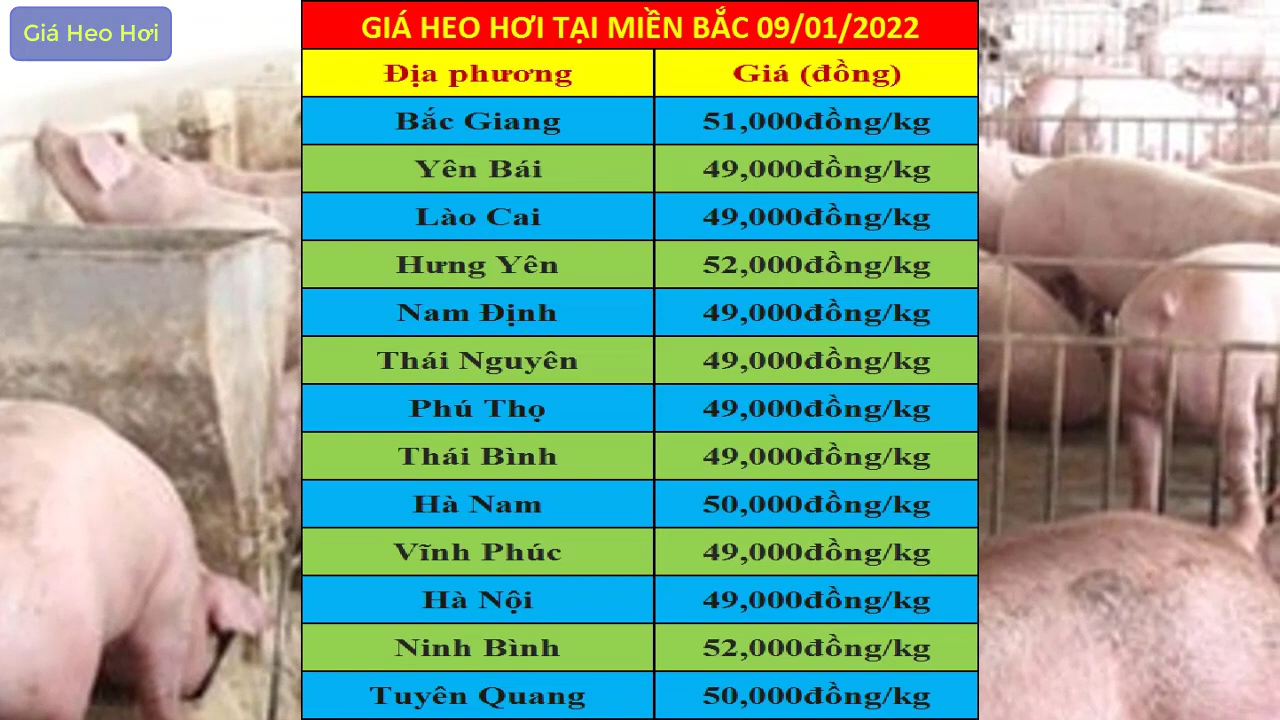 Giá Heo Hơi
GIÁ HEO HƠI TẠI MIỀN BẮC 09/01/2022
Địa phương Giá (đồng)
Bắc Giang 51,000đồng/kg
Yên Bái 49,000đồng/kg
Lào Cai 49,000đồng/kg
Hưng Yên 52,000đồng/kg
Nam Định 49,000đồng/kg
Thái Nguyên 49,000đồng/kg
Phú Thọ 49,000đồng/kg
Thái Bình 49,000đồng/kg
Hà Nam 50,000đồng/kg
Vĩnh Phúc 49,000đồng/kg
Hà Nội 49,000đồng/kg
Ninh Bình 52,000đồng/kg
Tuyên Quang 50,000đồng/kg